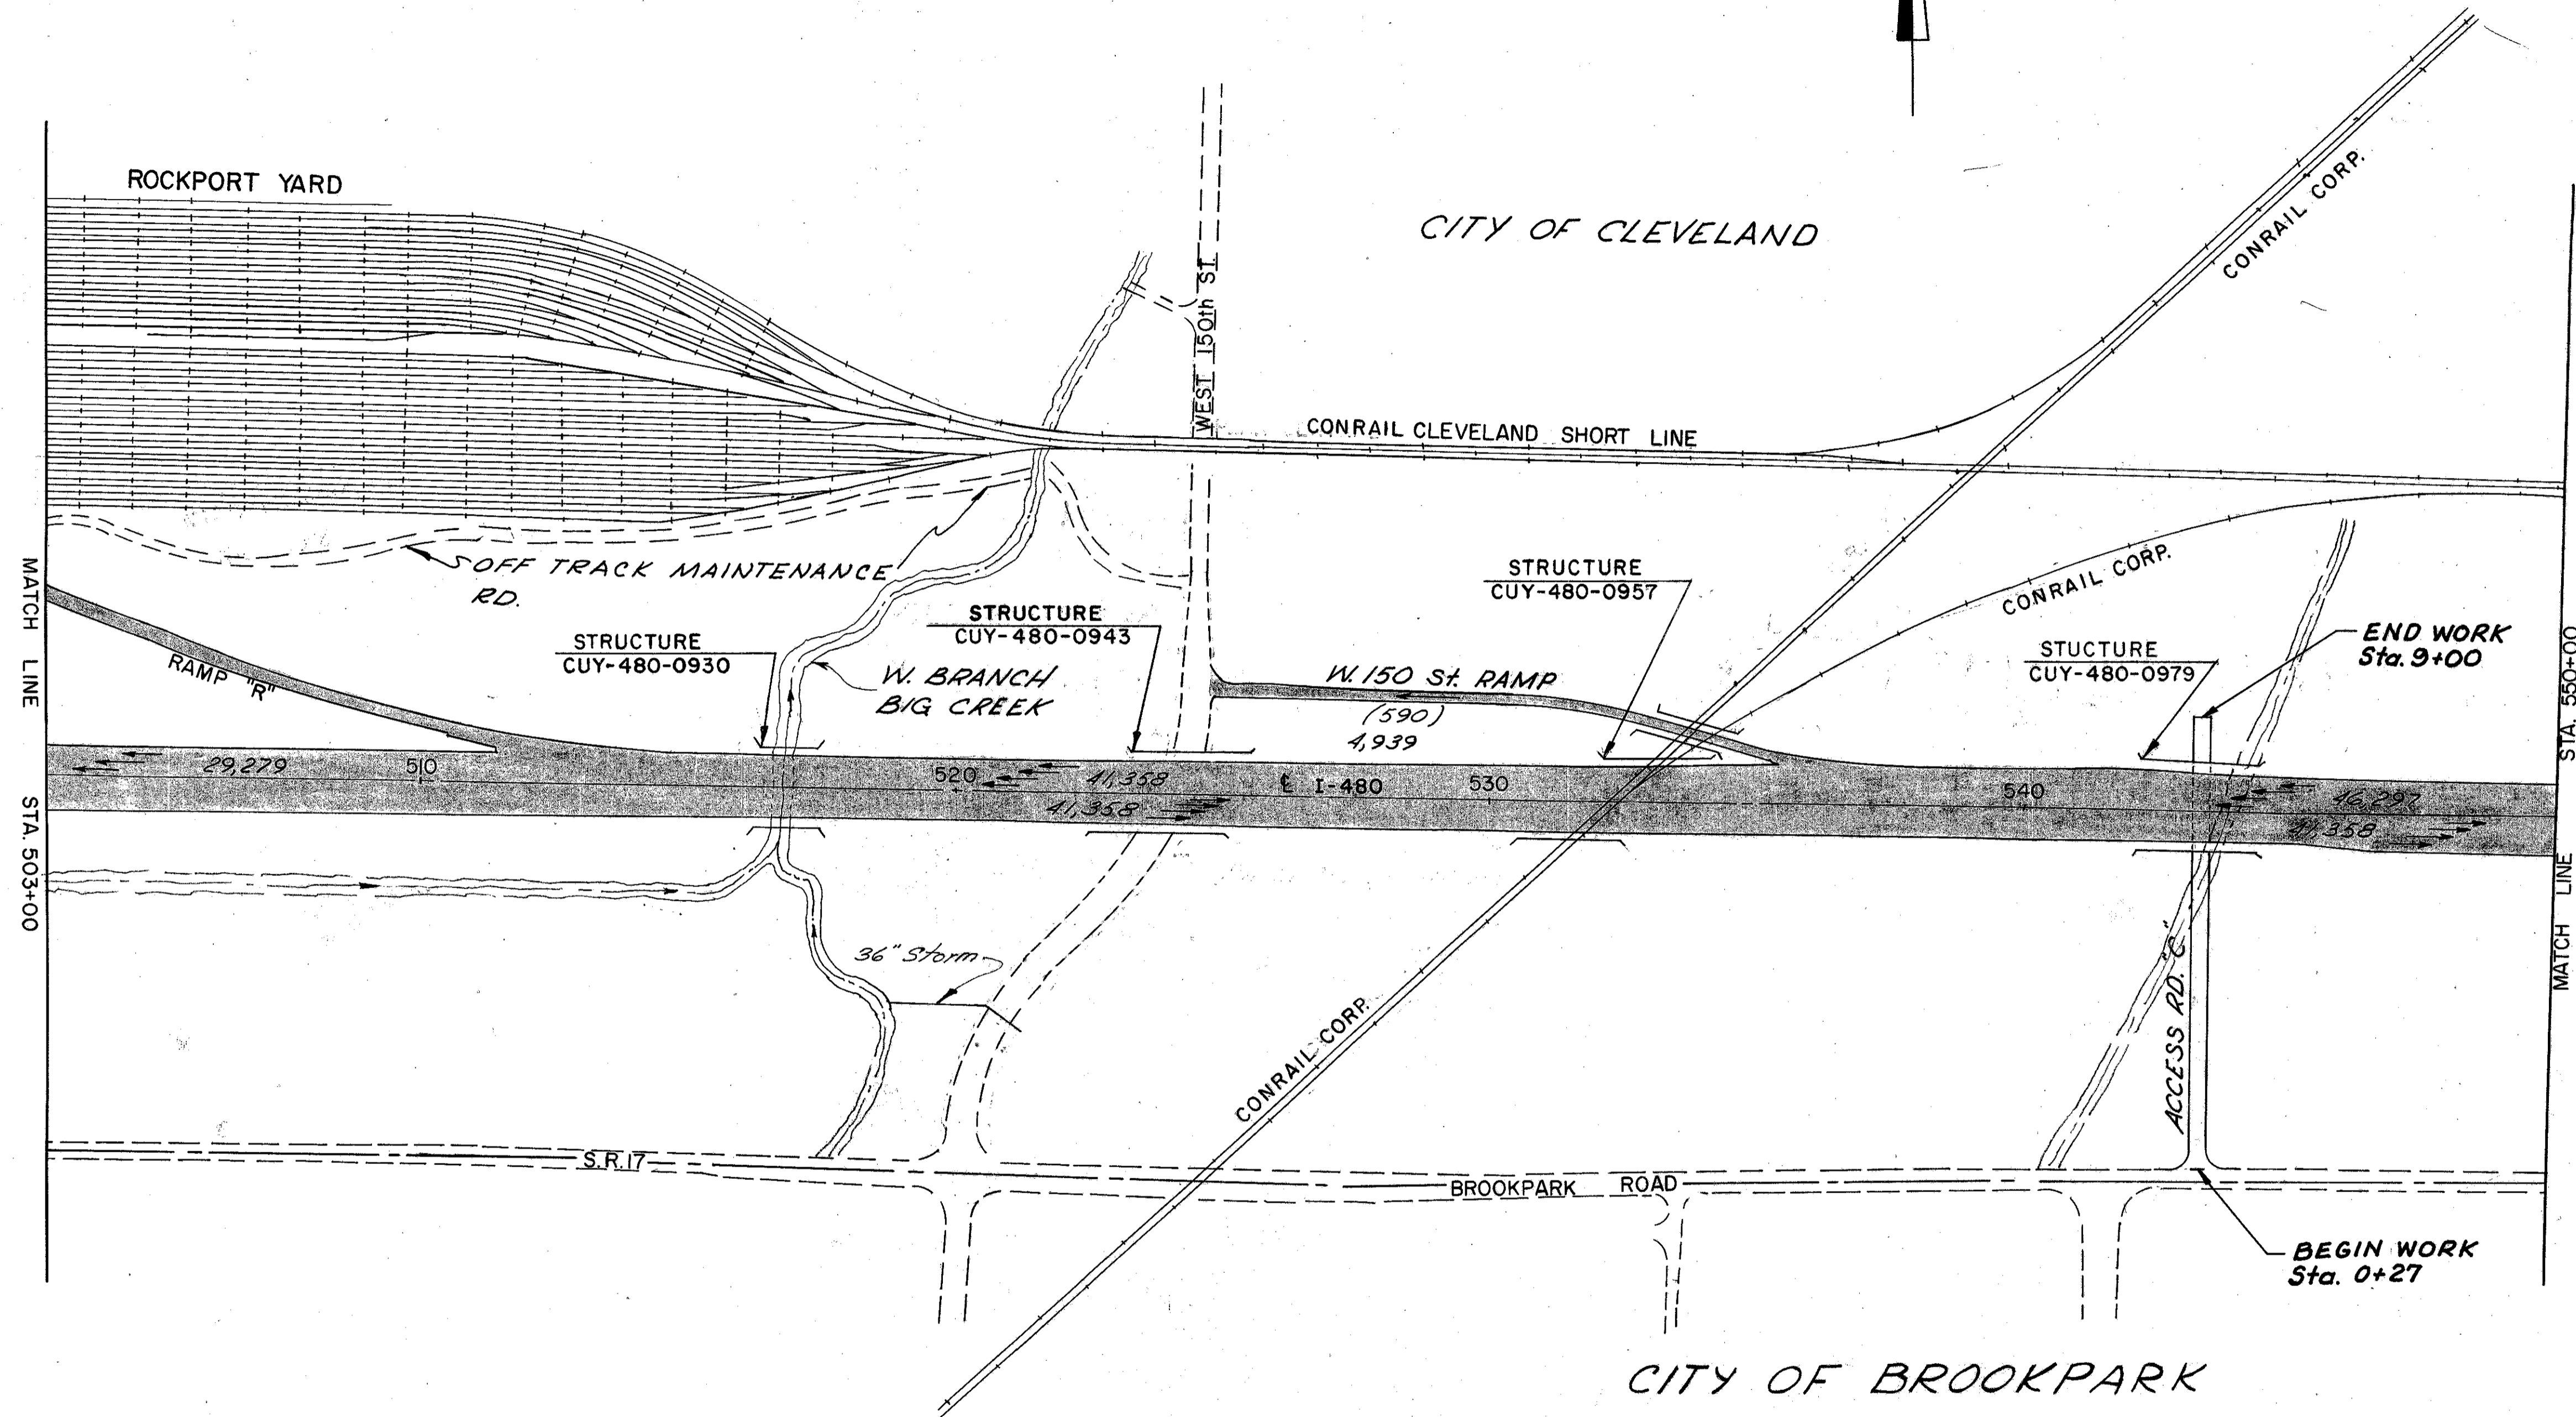 ROCKPORT YARD
CITY OF CLEVELAND
CONRAIL CORP.
WEST 150th ST.
CONRAIL CLEVELAND SHORT LINE
OFF TRACK MAINTENANCE
RD.
STRUCTURE
CUY-480-0930
STRUCTURE
CUY-480-0943
STRUCTURE
CUY-480-0957
CONRAIL CORP.
STUCTURE
CUY-480-0979
END WORK
Sta. 9+00
MATCH LINE STA. 503+00
RAMP "R"
W. BRANCH
BIG CREEK
W. 150 St. RAMP
(590)
4,939
29,279
510
520
41,358
41,358
℄ I-480
530
540
46,297
41,358
MATCH LINE STA. 550+00
36" Storm
CONRAIL CORP.
ACCESS RD. "C"
S.R.17
BROOKPARK ROAD
BEGIN WORK
Sta. 0+27
CITY OF BROOKPARK